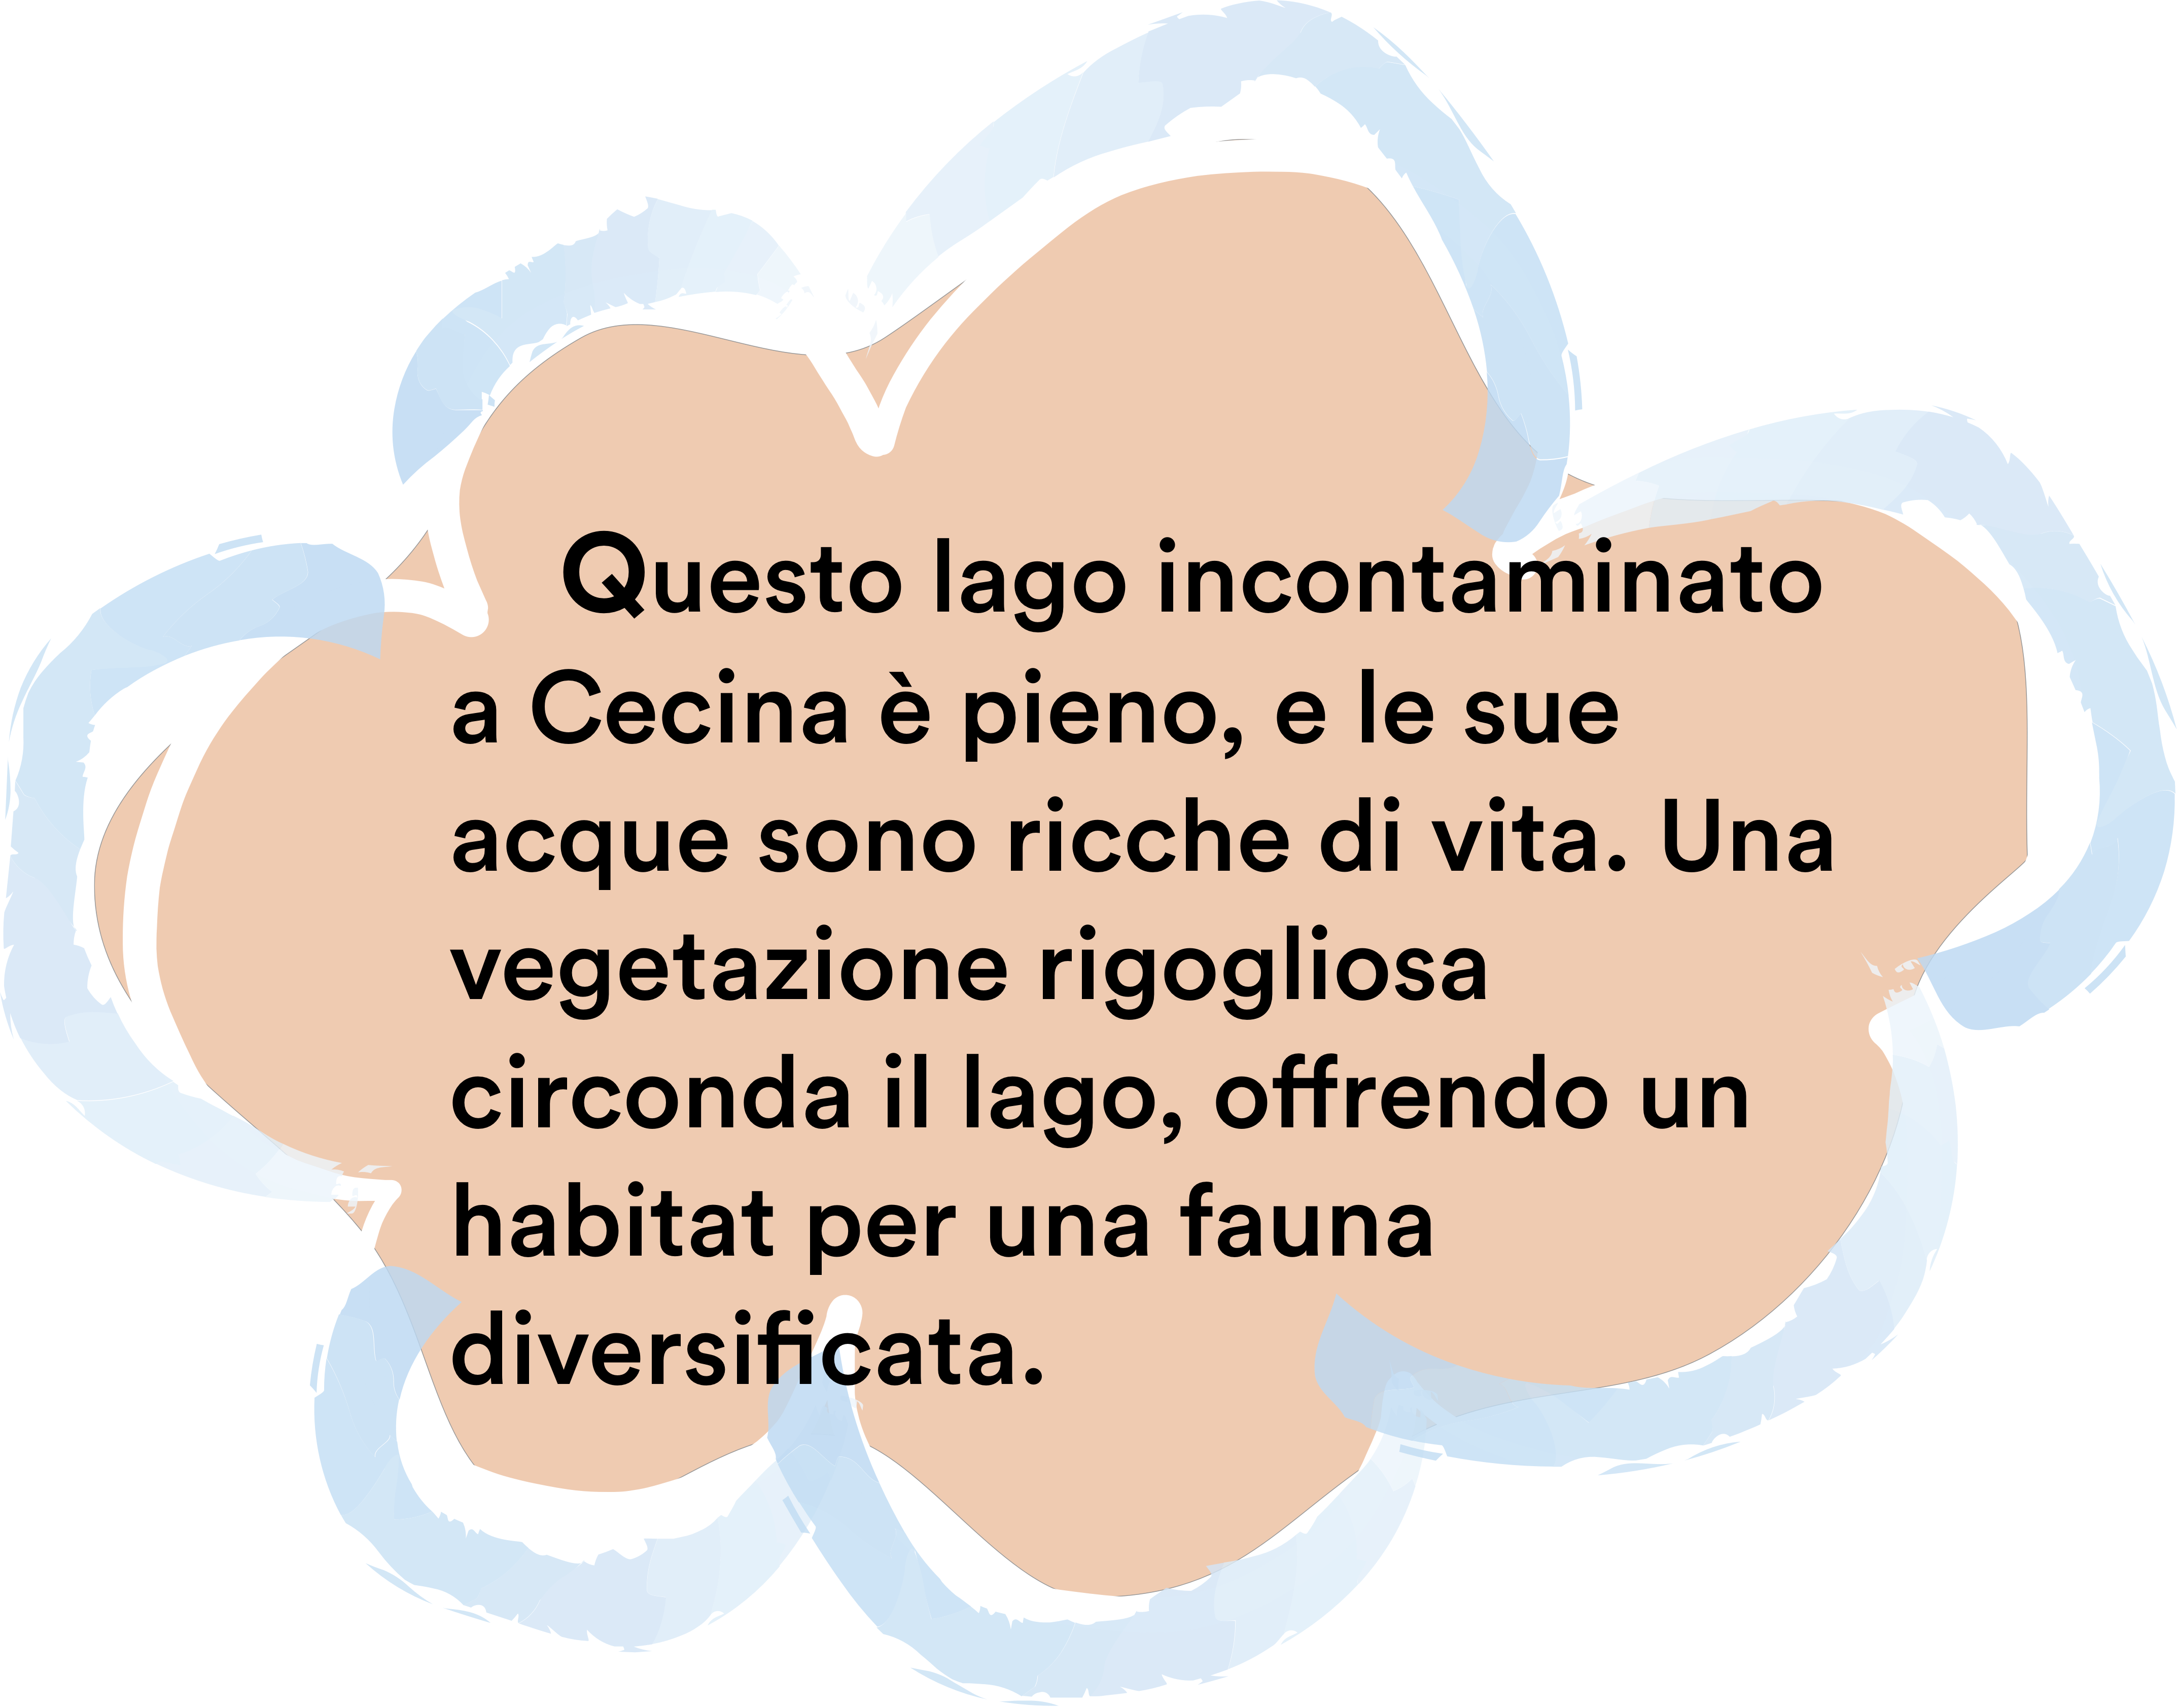 Questo lago incontaminato
a Cecina è pieno, e le sue
acque sono ricche di vita. Una
vegetazione rigogliosa
circonda il lago, offrendo un
habitat per una fauna
diversificata.